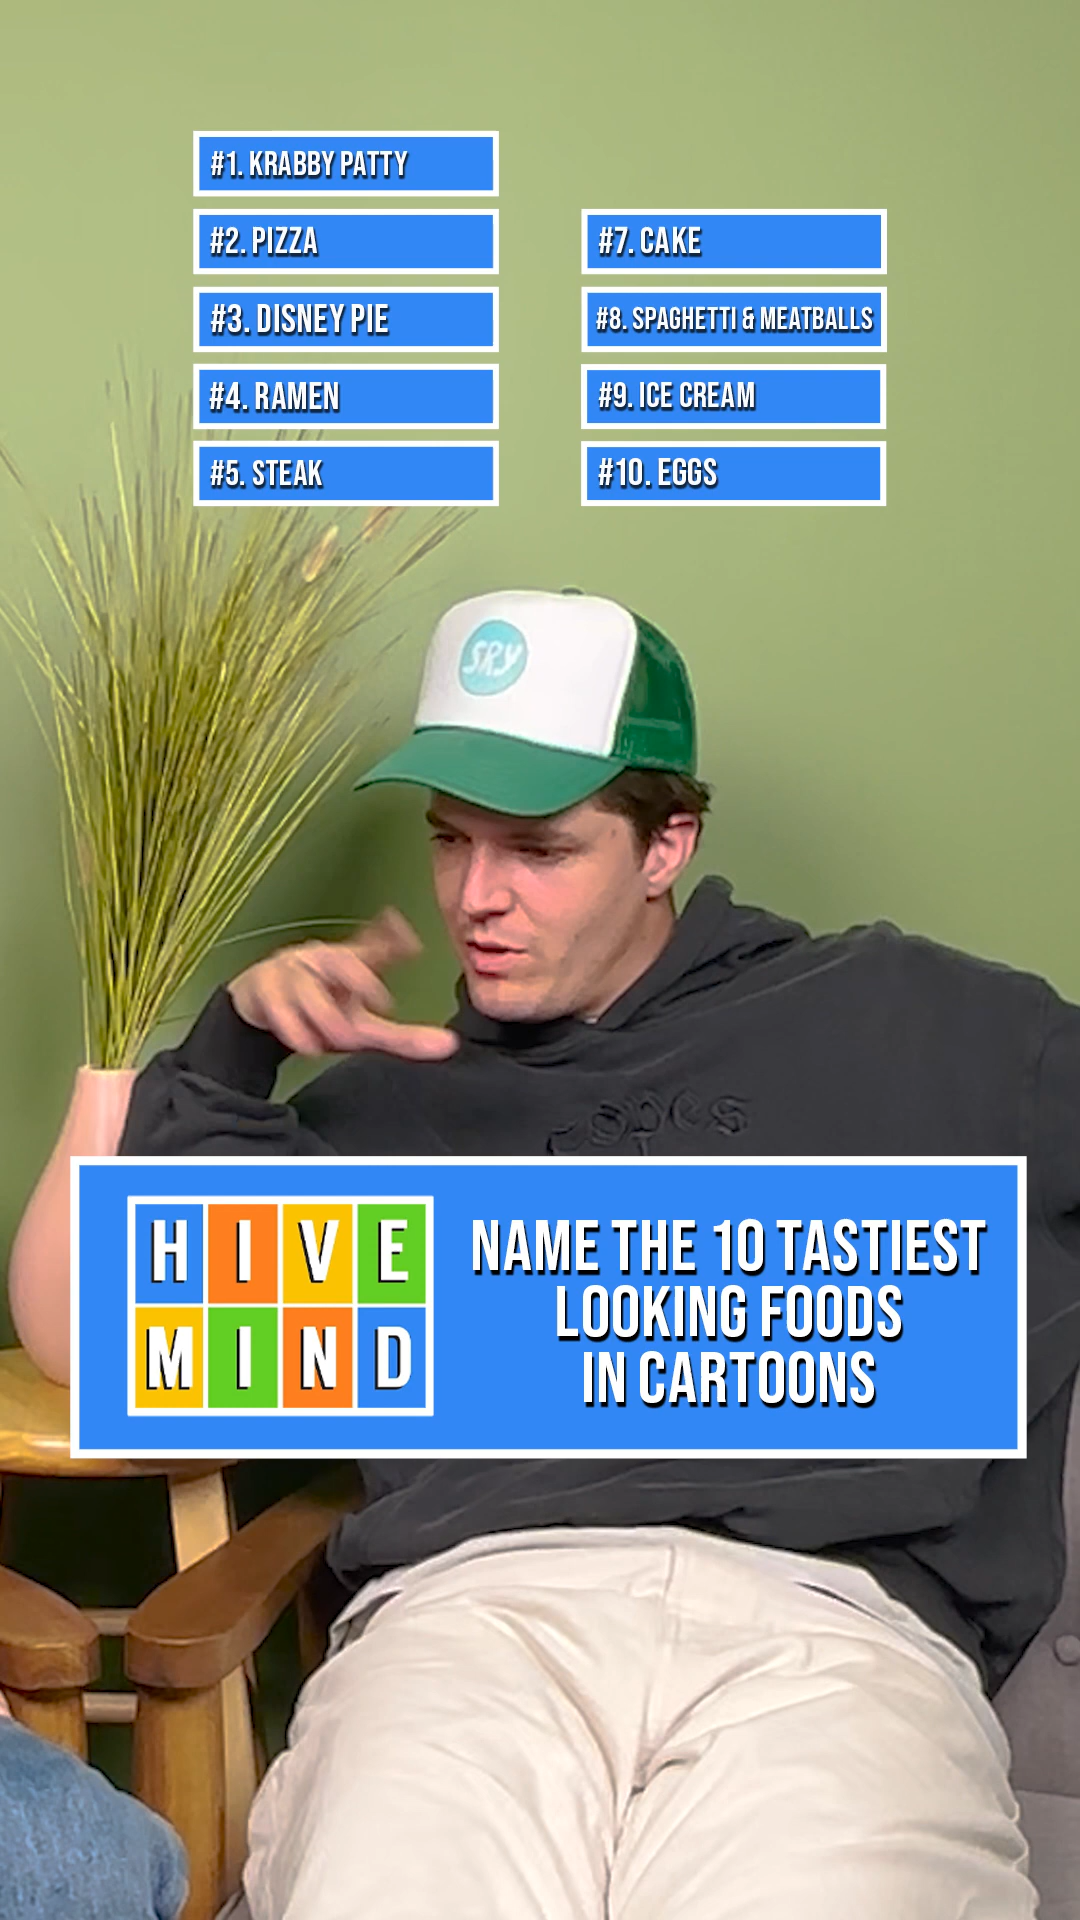 #1. KRABBY PATTY
#2. PIZZA
#3. DISNEY PIE
#4. RAMEN
#5. STEAK
#7. CAKE
#8. SPAGHETTI & MEATBALLS
#9. ICE CREAM
#10. EGGS
SRY
HIVE
MIND
NAME THE 10 TASTIEST
LOOKING FOODS
IN CARTOONS